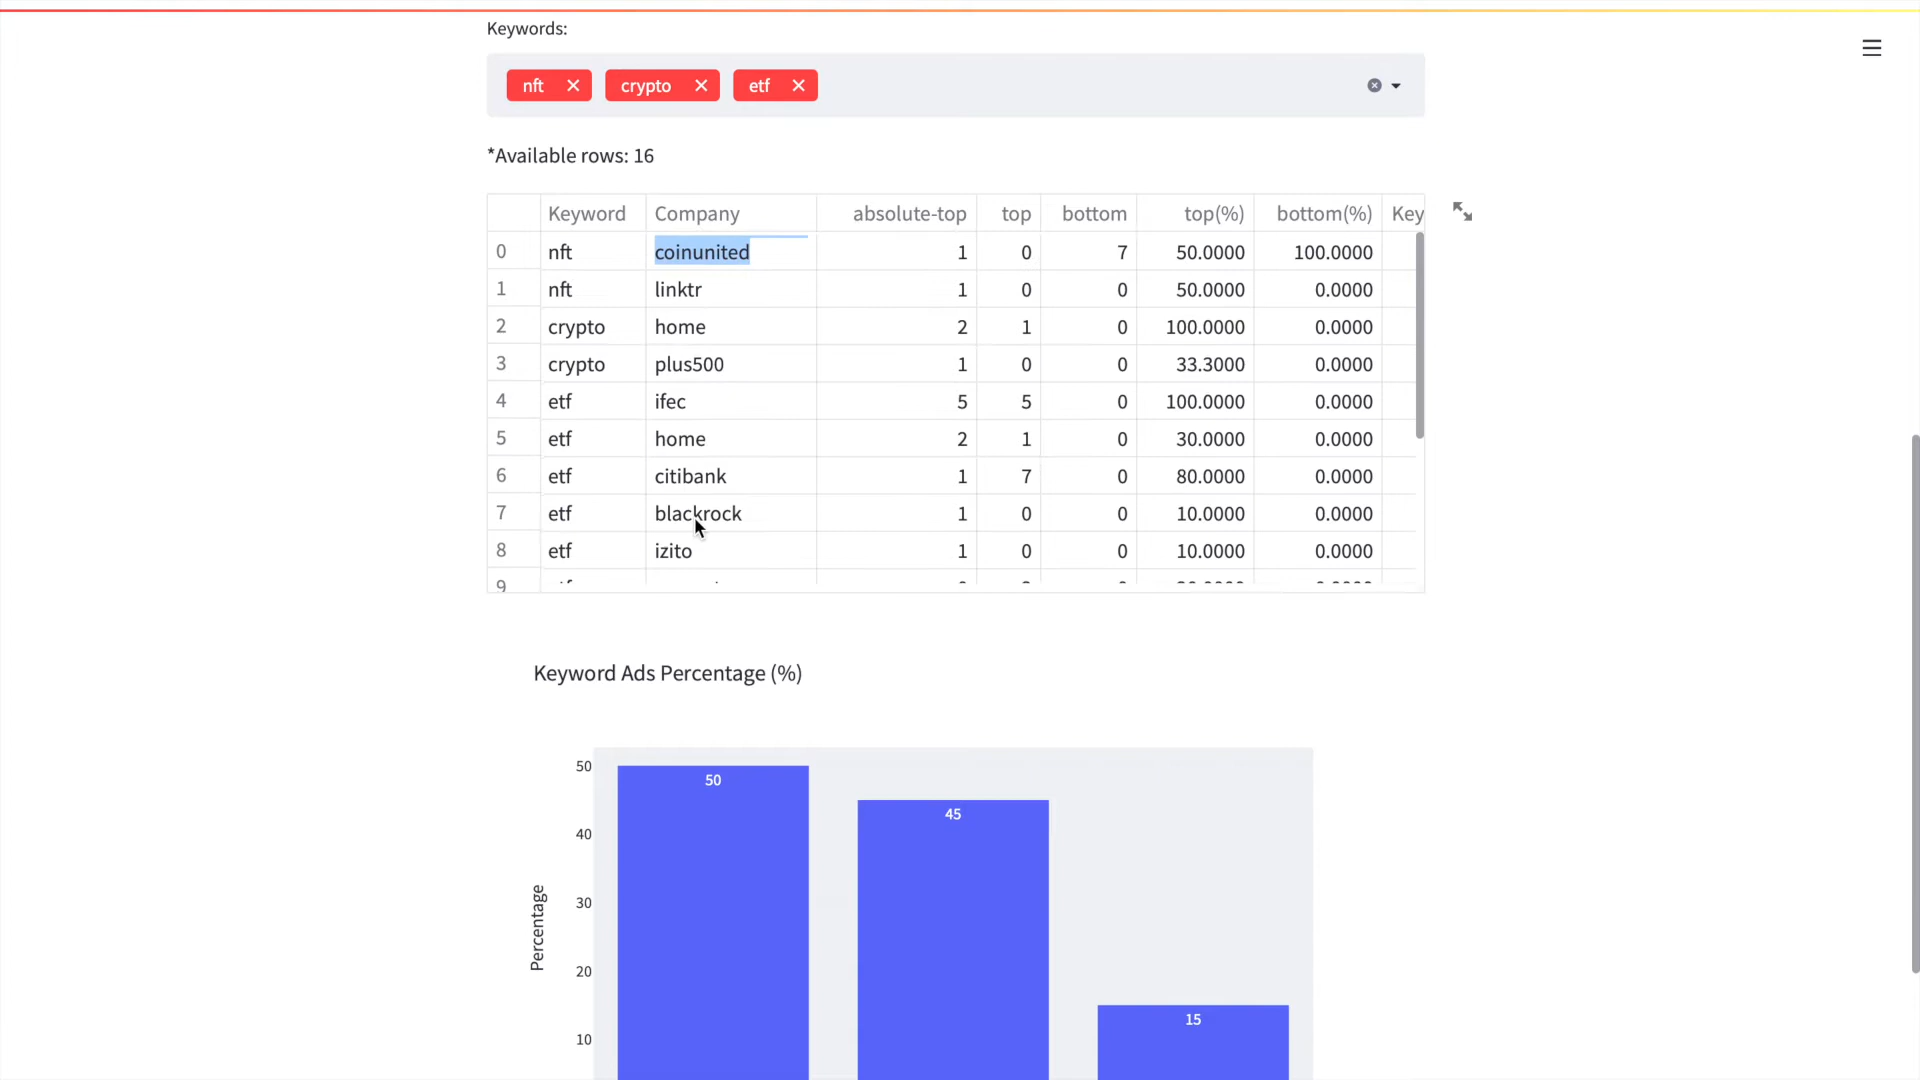 Keywords:
nft crypto etf
*Available rows: 16
Keyword Company absolute-top top bottom top(%) bottom(%) Key
0 nft coinunited 1 0 7 50.0000 100.0000
1 nft linktr 1 0 0 50.0000 0.0000
2 crypto home 2 1 0 100.0000 0.0000
3 crypto plus500 1 0 0 33.3000 0.0000
4 etf ifec 5 5 0 100.0000 0.0000
5 etf home 2 1 0 30.0000 0.0000
6 etf citibank 1 7 0 80.0000 0.0000
7 etf blackrock 1 0 0 10.0000 0.0000
8 etf izito 1 0 0 10.0000 0.0000
9
Keyword Ads Percentage (%)
50
40
30
20
10
Percentage
50
45
15